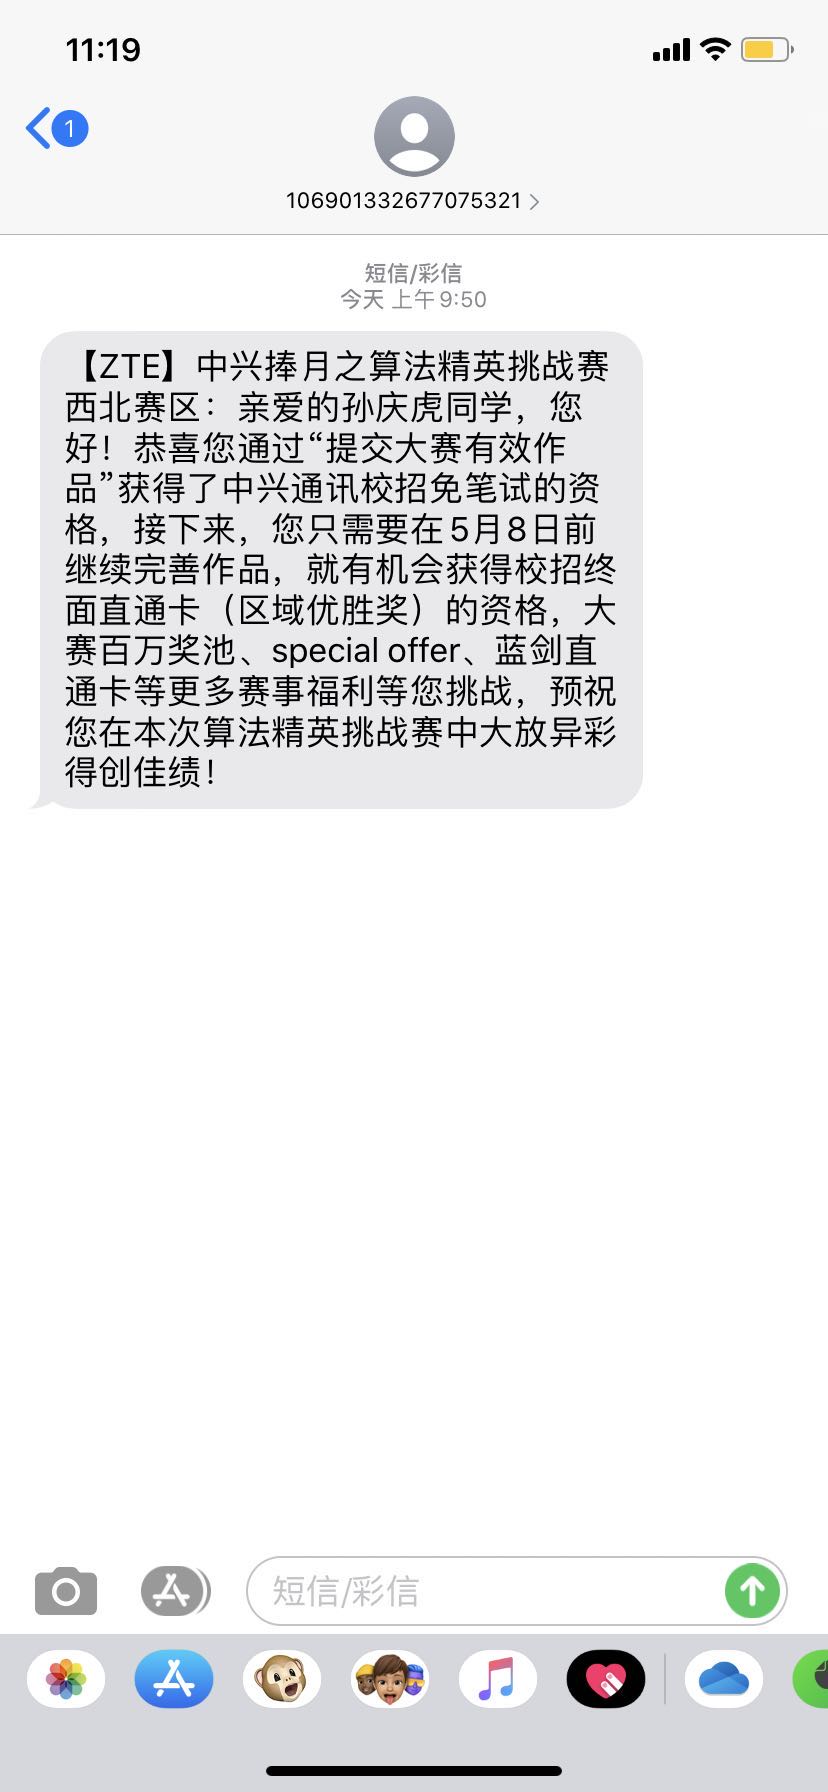 11:19
1
106901332677075321
短信/彩信
今天 上午 9:50
【ZTE】中兴捧月之算法精英挑战赛
西北赛区：亲爱的孙庆虎同学，您
好！恭喜您通过“提交大赛有效作
品”获得了中兴通讯校招免笔试的资
格，接下来，您只需要在5月8日前
继续完善作品，就有机会获得校招终
面直通卡（区域优胜奖）的资格，大
赛百万奖池、special offer、蓝剑直
通卡等更多赛事福利等您挑战，预祝
您在本次算法精英挑战赛中大放异彩
得创佳绩！
短信/彩信